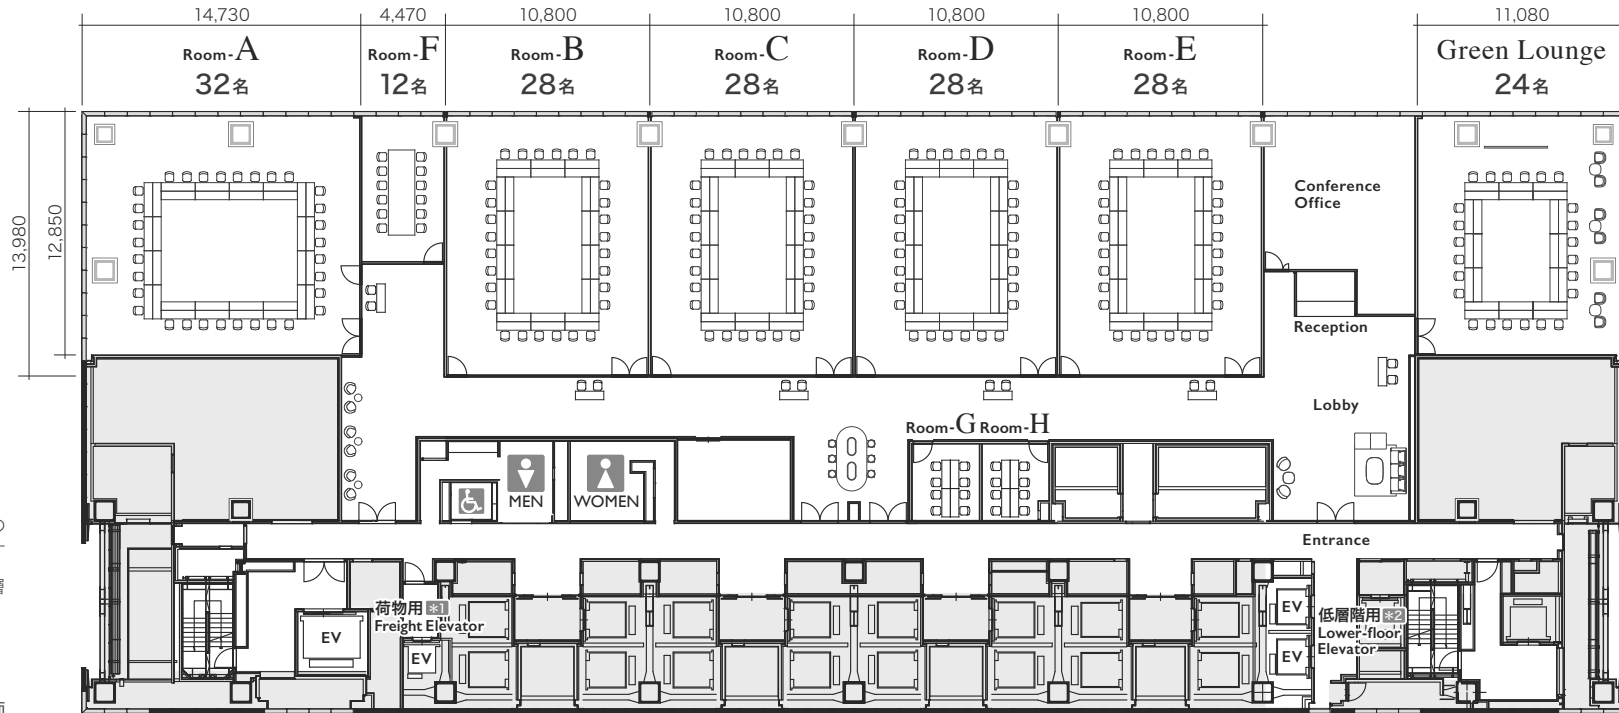 14,730
4,470
10,800
10,800
10,800
10,800
11,080
Room-A
Room-F
Room-B
Room-C
Room-D
Room-E
Green Lounge
32名
12名
28名
28名
28名
28名
24名
13,980
12,850
Conference
Office
Reception
Lobby
Room-G Room-H
MEN
WOMEN
Entrance
荷物用 *1
Freight Elevator
EV
EV
EV
EV
低層階用 *2
Lower-floor
Elevator